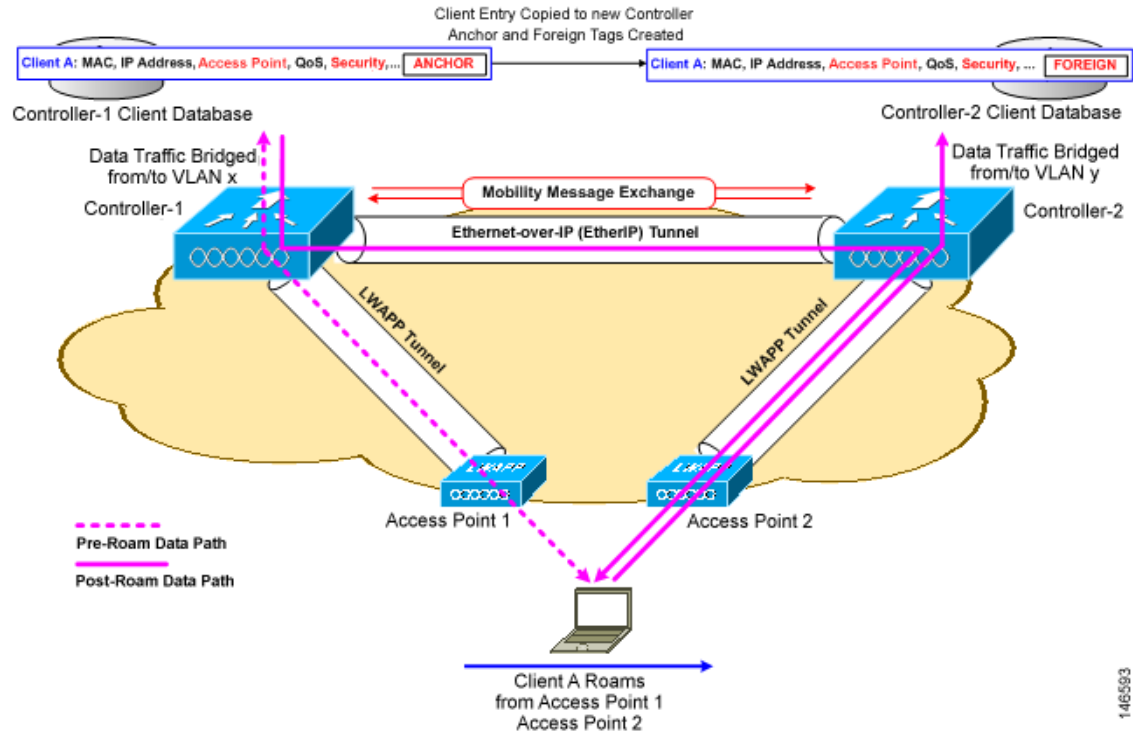 Client Entry Copied to new Controller
Anchor and Foreign Tags Created
Client A: MAC, IP Address, Access Point, QoS, Security,... ANCHOR
Client A: MAC, IP Address, Access Point, QoS, Security, ... FOREIGN
Controller-1 Client Database
Controller-2 Client Database
Data Traffic Bridged
from/to VLAN x
Data Traffic Bridged
from/to VLAN y
Controller-1
Mobility Message Exchange
Controller-2
Ethernet-over-IP (EtherIP) Tunnel
LWAPP Tunnel
LWAPP Tunnel
LWAPP
LWAPP
Access Point 1
Access Point 2
Pre-Roam Data Path
Post-Roam Data Path
Client A Roams
from Access Point 1
Access Point 2
146593